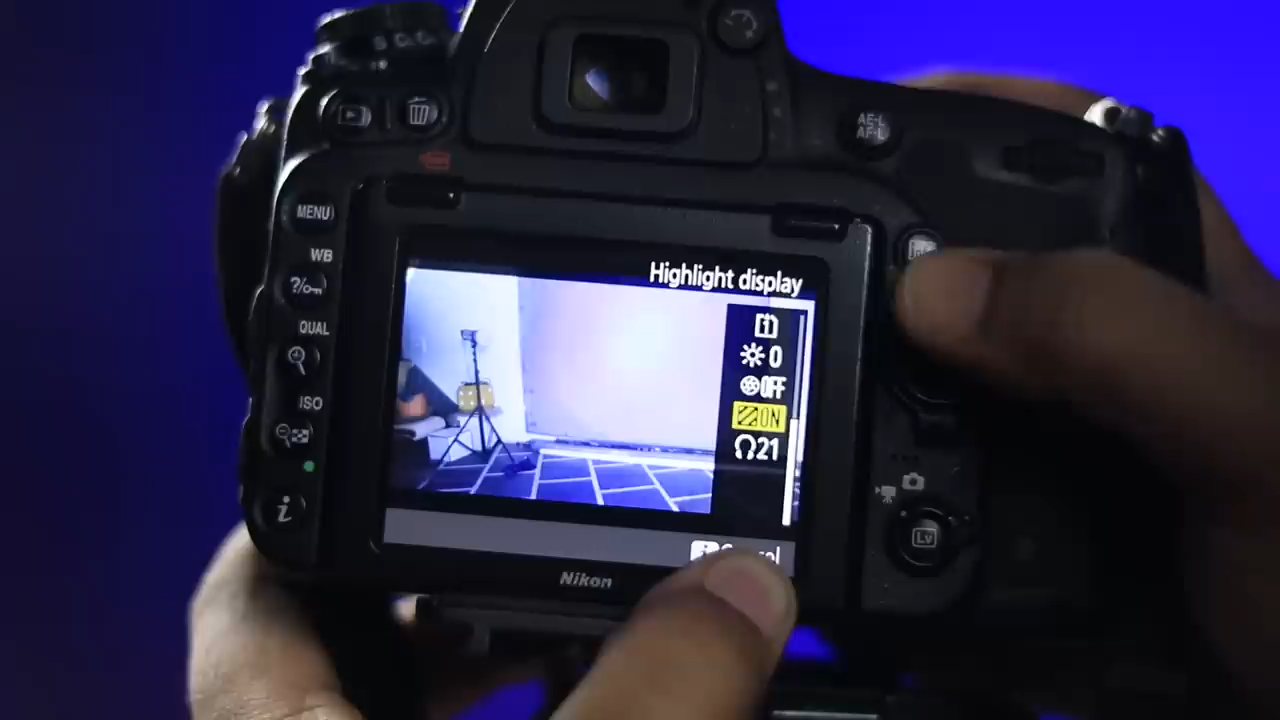 AE-L
AF-L
MENU
WB
?
QUAL
ISO
i
Highlight display
0
OFF
ON
21
Nikon
Lv